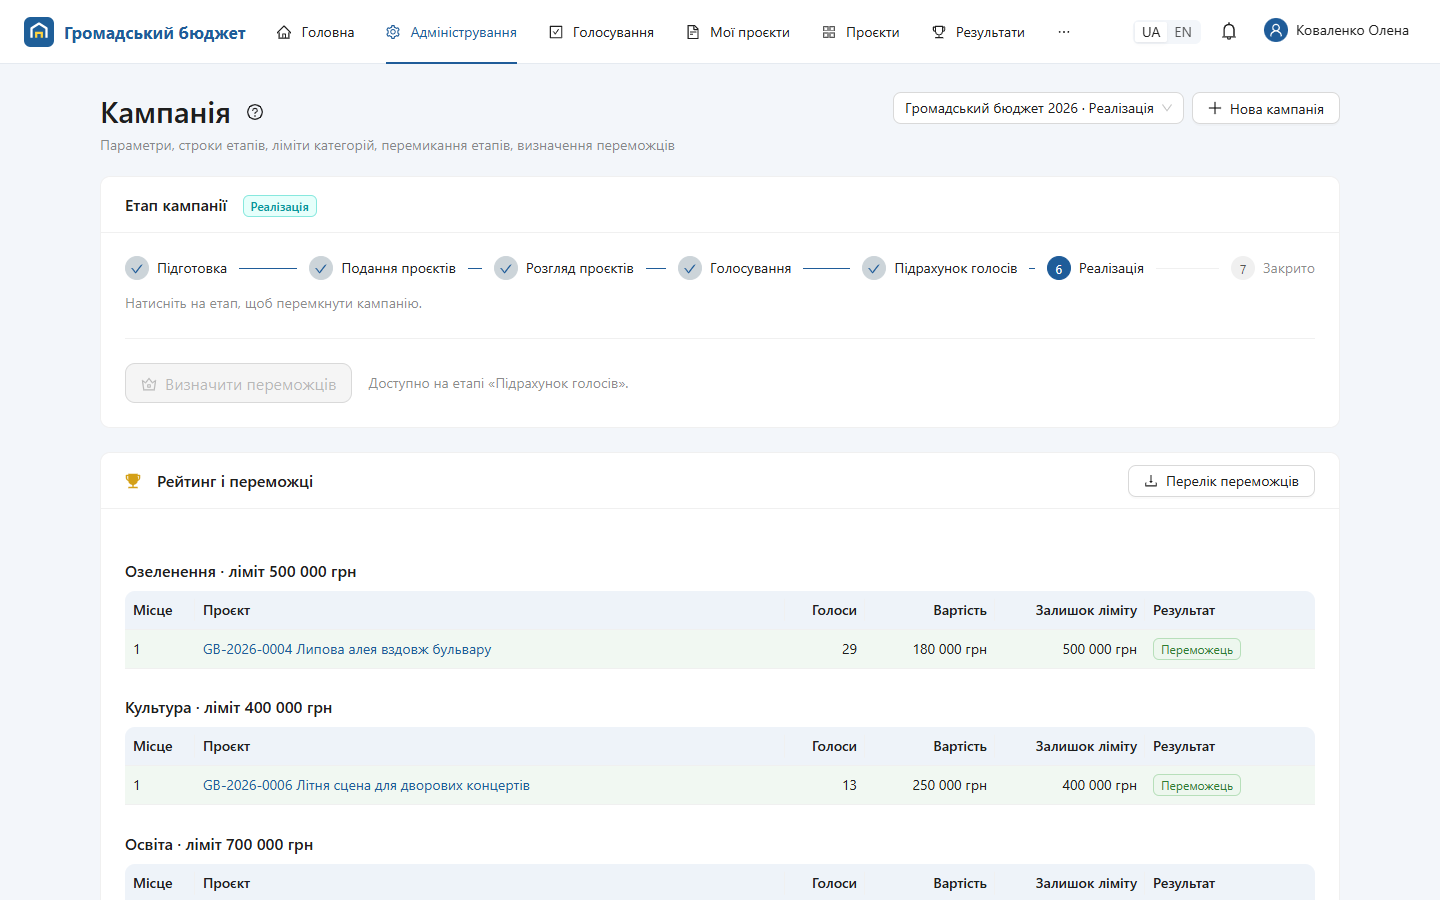 Громадський бюджет
Головна
Адміністрування
Голосування
Мої проєкти
Проєкти
Результати
UA EN
Коваленко Олена
Кампанія
Громадський бюджет 2026 · Реалізація
Нова кампанія
Параметри, строки етапів, ліміти категорій, перемикання етапів, визначення переможців
Етап кампанії Реалізація
Підготовка Подання проєктів Розгляд проєктів Голосування Підрахунок голосів 6 Реалізація 7 Закрито
Натисніть на етап, щоб перемкнути кампанію.
Визначити переможців Доступно на етапі «Підрахунок голосів».
Рейтинг і переможці Перелік переможців
Озеленення · ліміт 500 000 грн
Місце Проєкт Голоси Вартість Залишок ліміту Результат
1 GB-2026-0004 Липова алея вздовж бульвару 29 180 000 грн 500 000 грн Переможець
Культура · ліміт 400 000 грн
Місце Проєкт Голоси Вартість Залишок ліміту Результат
1 GB-2026-0006 Літня сцена для дворових концертів 13 250 000 грн 400 000 грн Переможець
Освіта · ліміт 700 000 грн
Місце Проєкт Голоси Вартість Залишок ліміту Результат